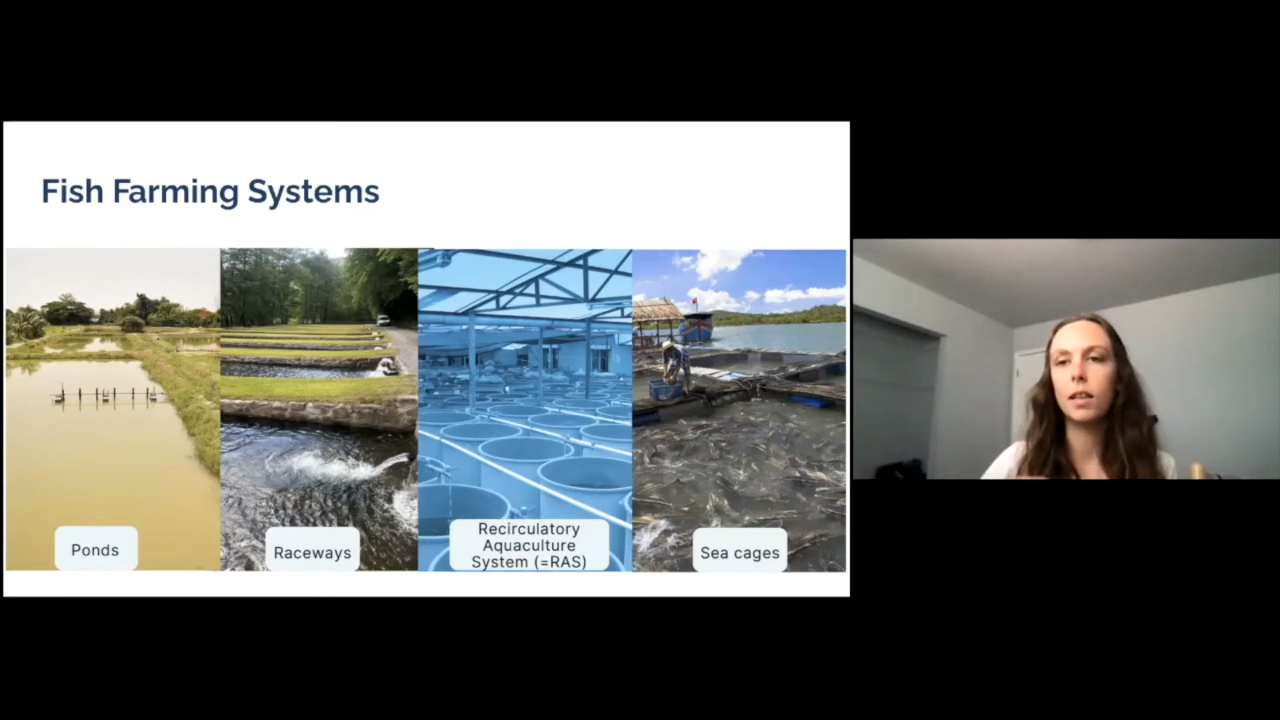 Fish Farming Systems
Ponds
Raceways
Recirculatory
Aquaculture
System (=RAS)
Sea cages